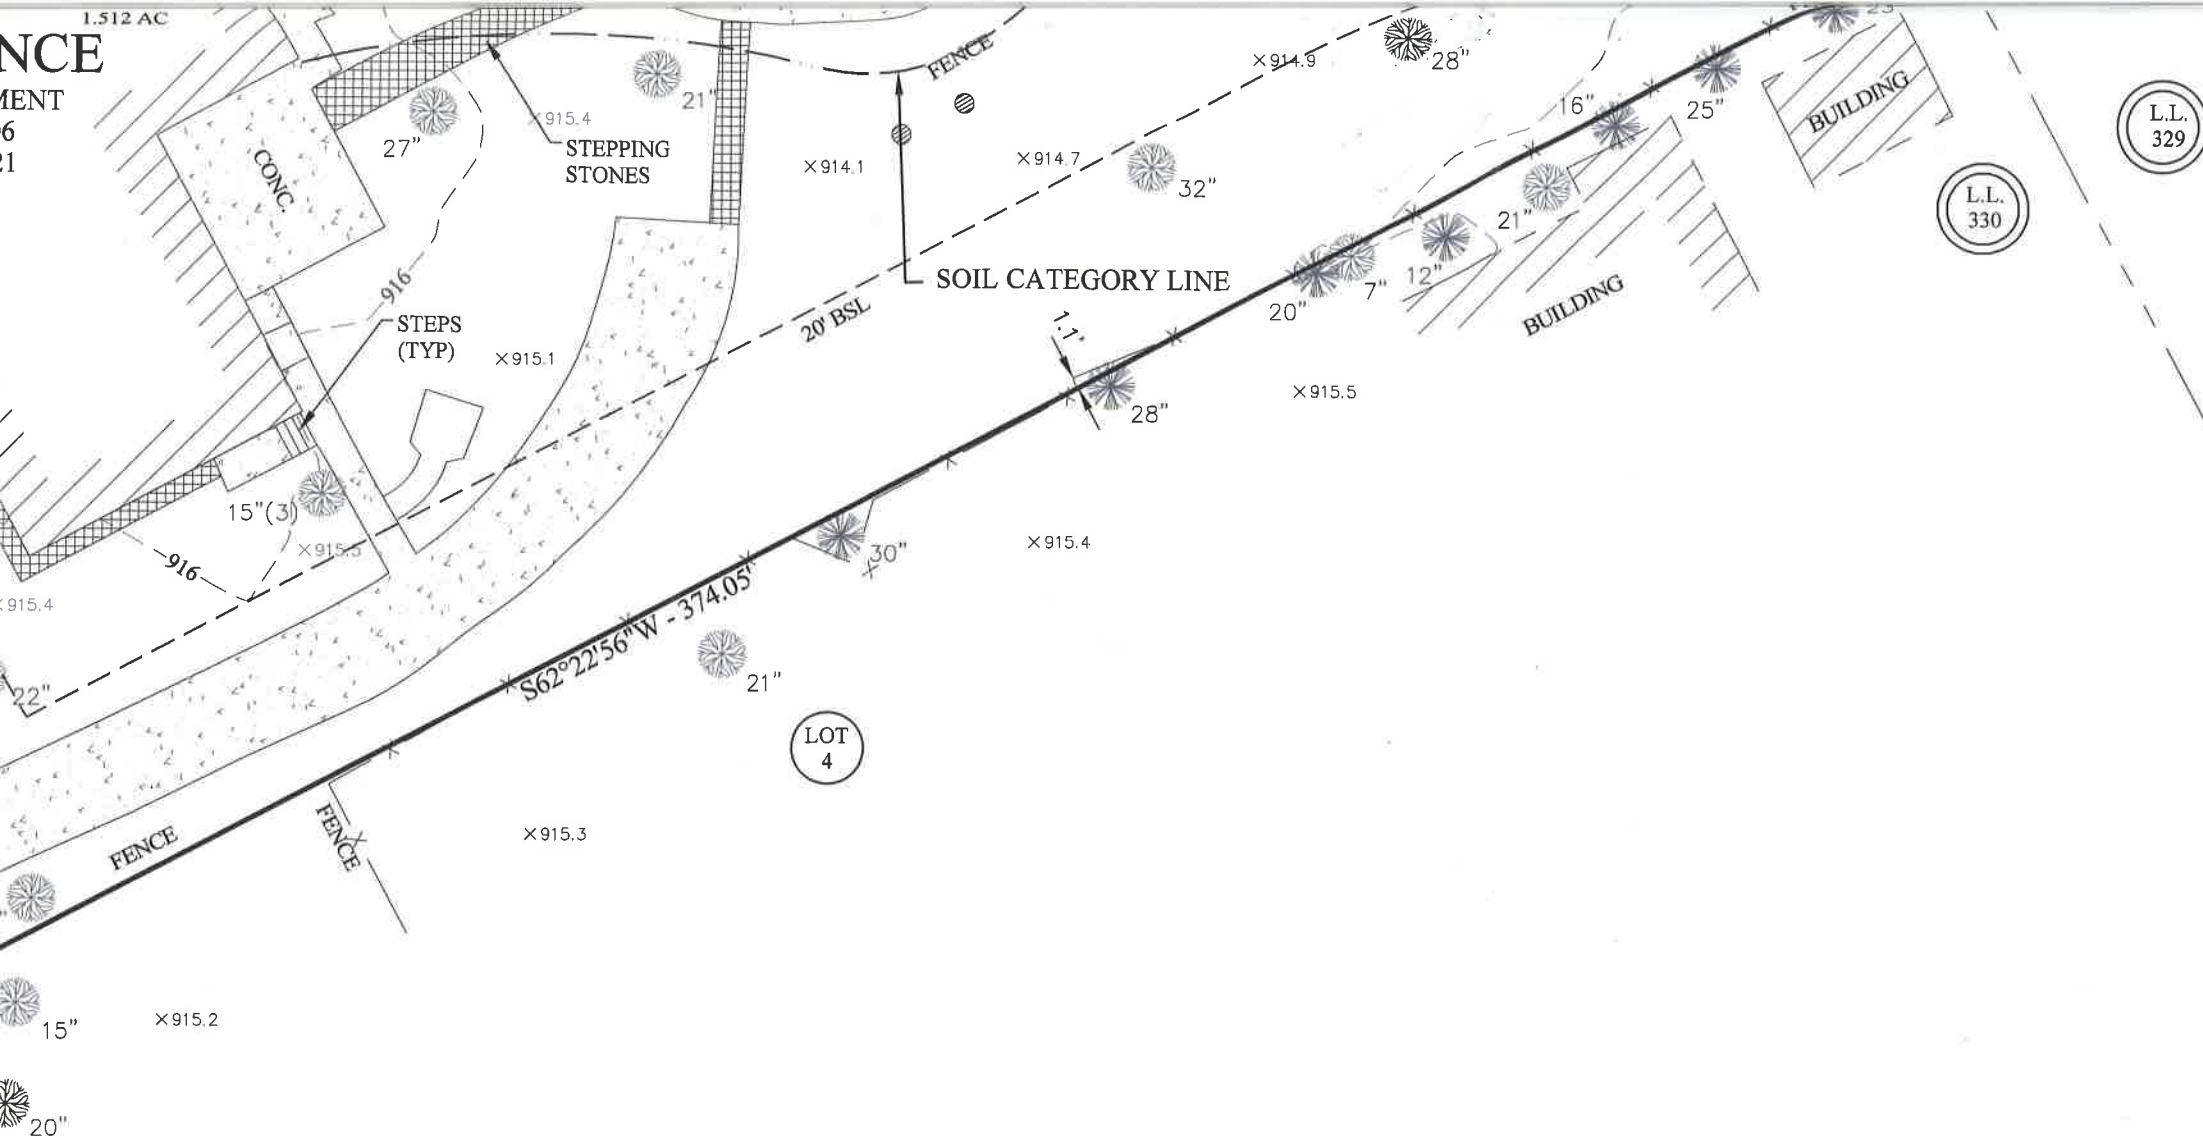 1.512 AC
NCE
MENT
6
21
CONC.
27"
21"
×915.4
STEPPING
STONES
FENCE
×914.1
×914.7
×914.9
28"
32"
16"
25"
BUILDING
L.L.
329
L.L.
330
21"
12"
7"
20"
BUILDING
SOIL CATEGORY LINE
20' BSL
916
STEPS
(TYP)
×915.1
1.1'
28"
×915.5
15"(3)
×915.5
916
×915.4
30"
×915.4
S62°22'56"W - 374.05'
22"
21"
LOT
4
FENCE
FENCE
×915.3
15"
×915.2
20"